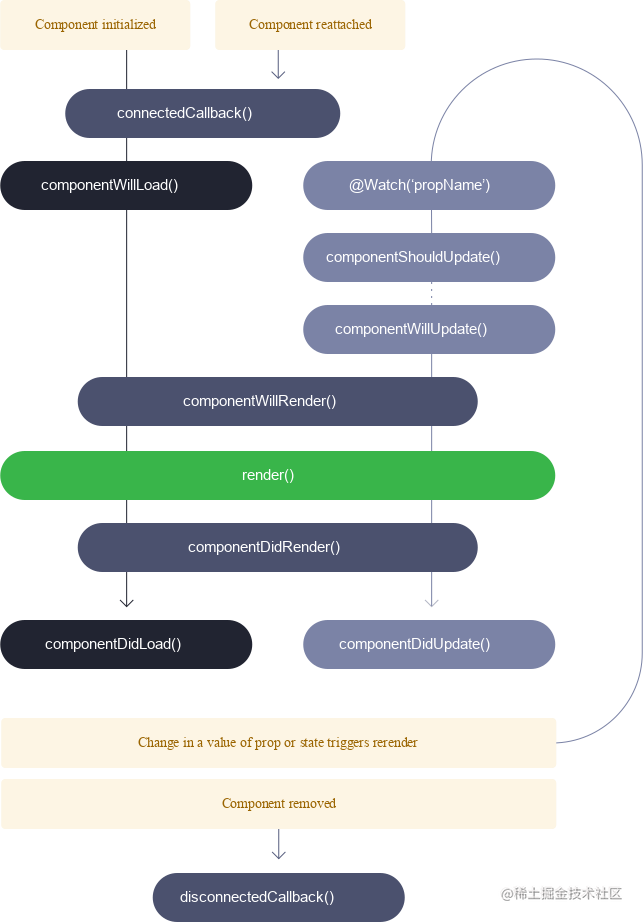 Component initialized
Component reattached
connectedCallback()
componentWillLoad()
@Watch(‘propName’)
componentShouldUpdate()
componentWillUpdate()
componentWillRender()
render()
componentDidRender()
componentDidLoad()
componentDidUpdate()
Change in a value of prop or state triggers rerender
Component removed
disconnectedCallback()
@稀土掘金技术社区